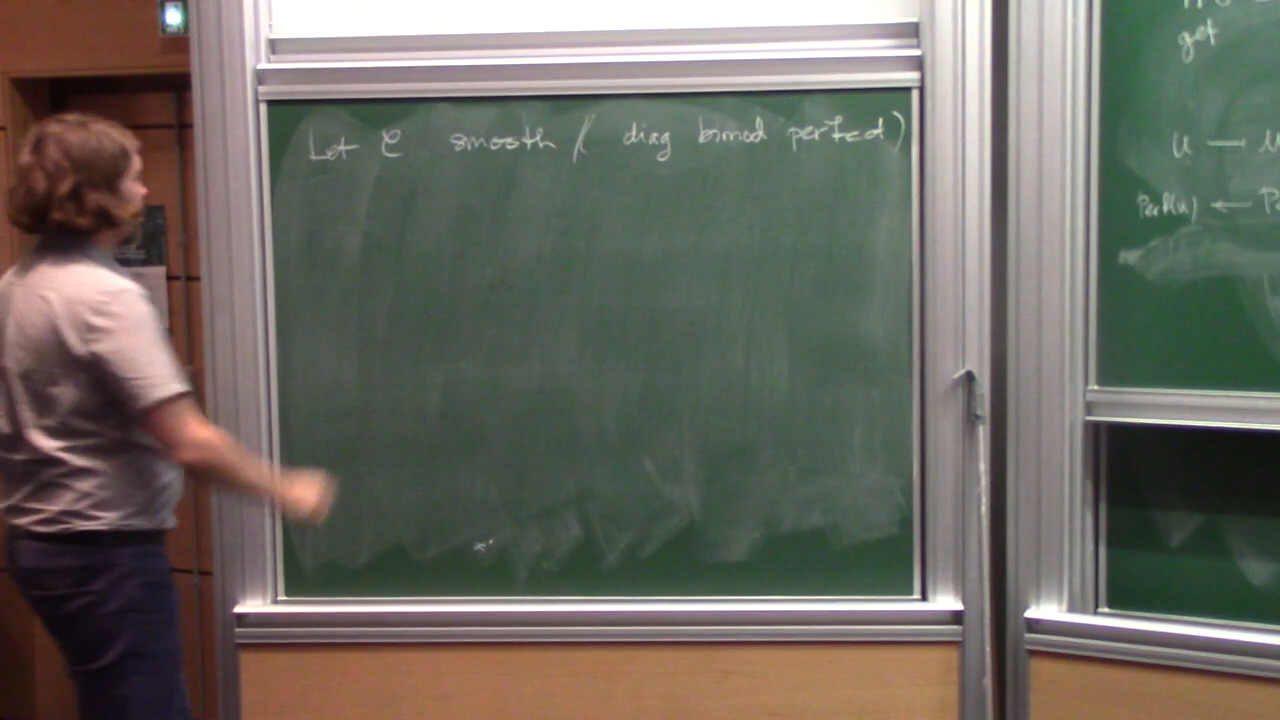 Let C smooth ( diag bimod perfect )
get
U —
Perf(U) ←